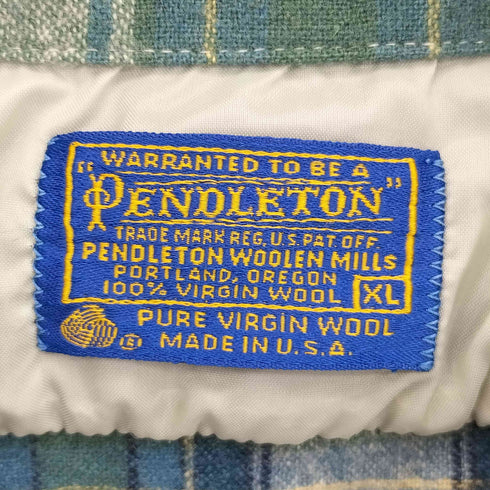 WARRANTED TO BE A
"PENDLETON"
TRADE MARK REG. U.S. PAT. OFF.
PENDLETON WOOLEN MILLS
PORTLAND, OREGON
100% VIRGIN WOOL XL
PURE VIRGIN WOOL
MADE IN U.S.A.